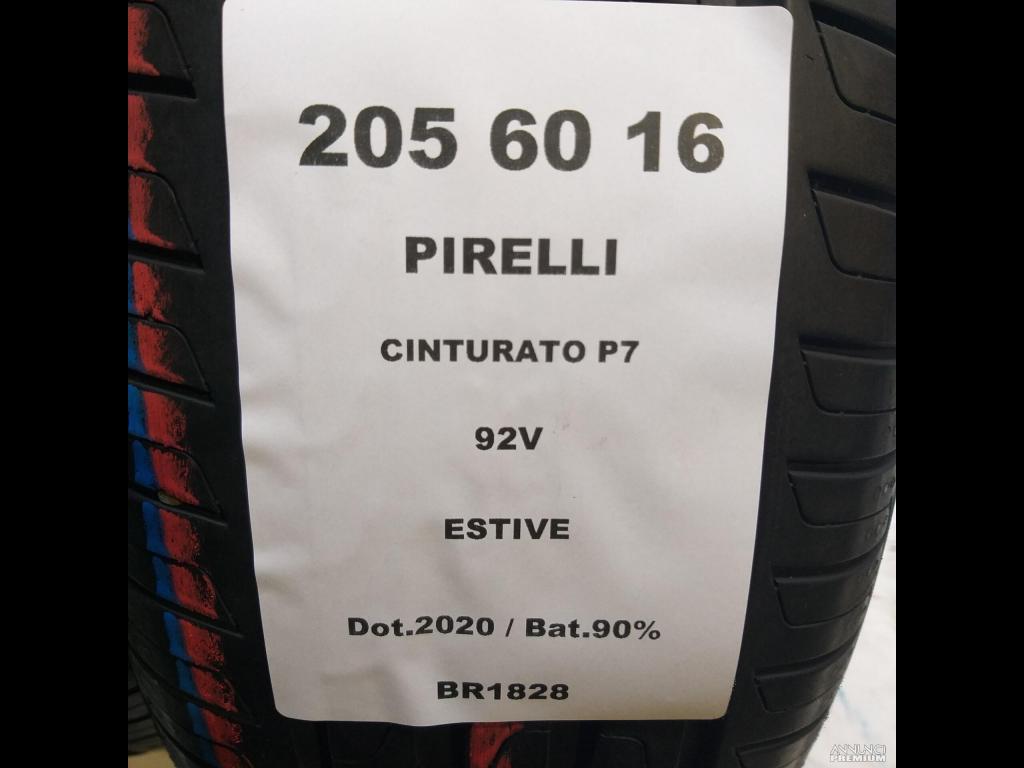 205 60 16
PIRELLI
CINTURATO P7
92V
ESTIVE
Dot.2020 / Bat.90%
BR1828
ANNUNCI
PREMIUM